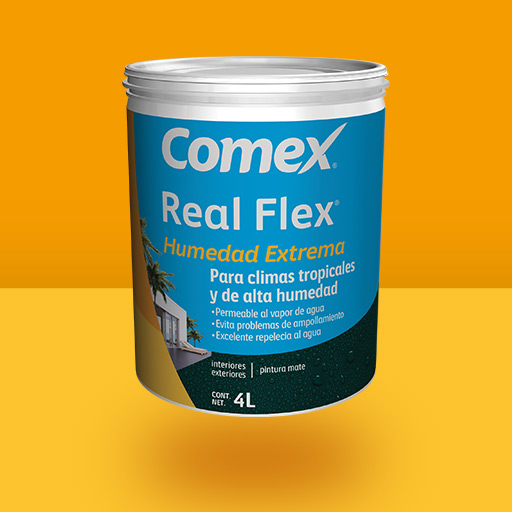 Comex®
Real Flex®
Humedad Extrema
Para climas tropicales
y de alta humedad
•Permeable al vapor de agua
•Evita problemas de ampollamiento
•Excelente repelecia al agua
interiores
exteriores | pintura mate
CONT.
NET. 4L